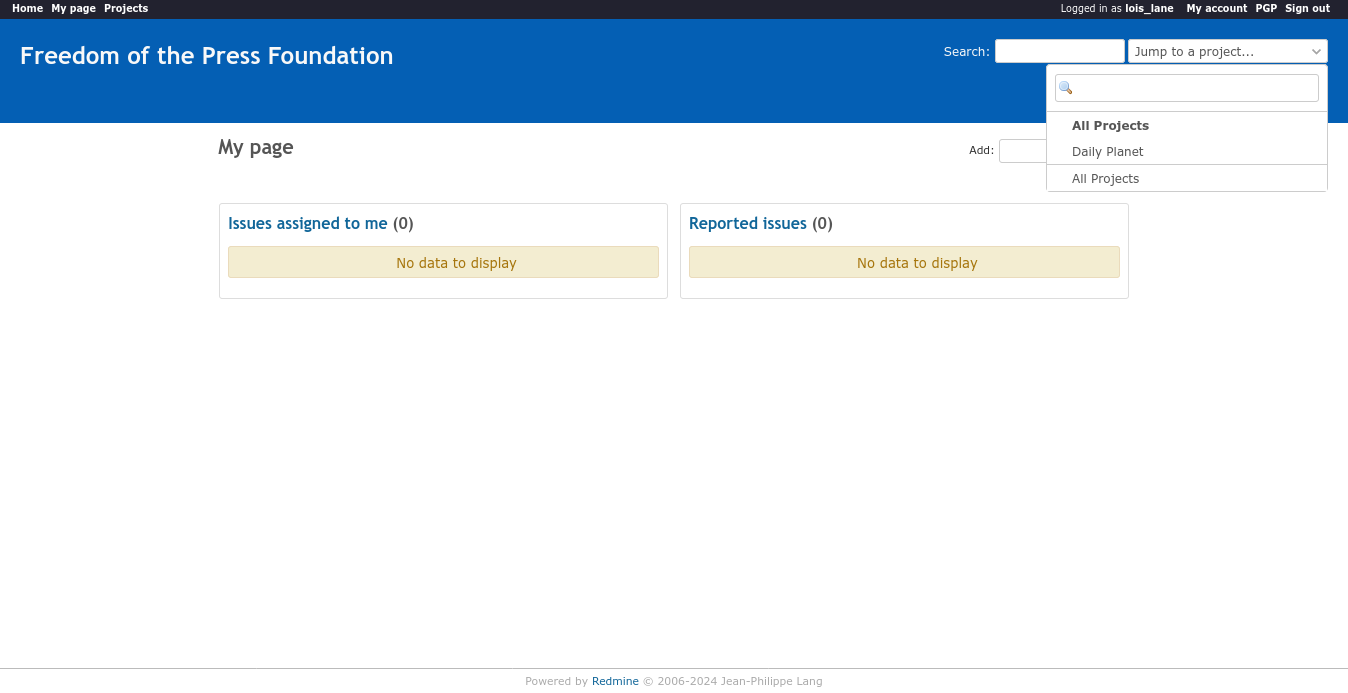 Home My page Projects
Logged in as lois_lane My account PGP Sign out
Freedom of the Press Foundation
Search: Jump to a project...
All Projects
Daily Planet
All Projects
My page
Add:
Issues assigned to me (0)
No data to display
Reported issues (0)
No data to display
Powered by Redmine © 2006-2024 Jean-Philippe Lang